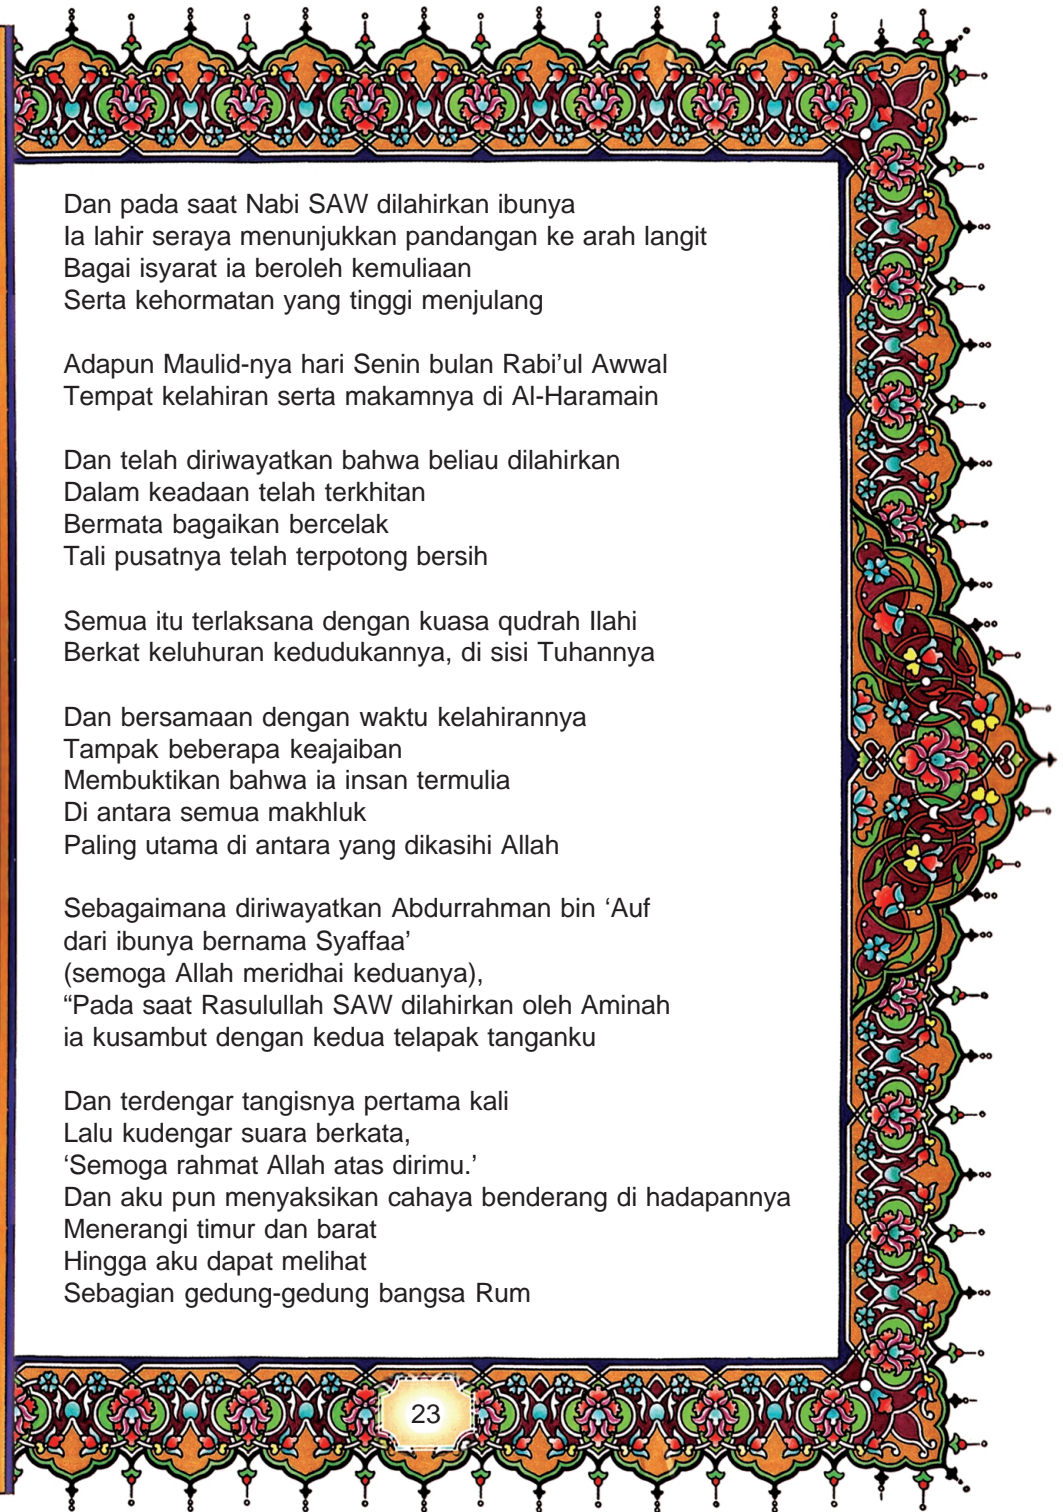 Dan pada saat Nabi SAW dilahirkan ibunya
Ia lahir seraya menunjukkan pandangan ke arah langit
Bagai isyarat ia beroleh kemuliaan
Serta kehormatan yang tinggi menjulang

Adapun Maulid-nya hari Senin bulan Rabi’ul Awwal
Tempat kelahiran serta makamnya di Al-Haramain

Dan telah diriwayatkan bahwa beliau dilahirkan
Dalam keadaan telah terkhitan
Bermata bagaikan bercelak
Tali pusatnya telah terpotong bersih

Semua itu terlaksana dengan kuasa qudrah Ilahi
Berkat keluhuran kedudukannya, di sisi Tuhannya

Dan bersamaan dengan waktu kelahirannya
Tampak beberapa keajaiban
Membuktikan bahwa ia insan termulia
Di antara semua makhluk
Paling utama di antara yang dikasihi Allah

Sebagaimana diriwayatkan Abdurrahman bin ‘Auf
dari ibunya bernama Syaffaa’
(semoga Allah meridhai keduanya),
“Pada saat Rasulullah SAW dilahirkan oleh Aminah
ia kusambut dengan kedua telapak tanganku

Dan terdengar tangisnya pertama kali
Lalu kudengar suara berkata,
‘Semoga rahmat Allah atas dirimu.’
Dan aku pun menyaksikan cahaya benderang di hadapannya
Menerangi timur dan barat
Hingga aku dapat melihat
Sebagian gedung-gedung bangsa Rum

23